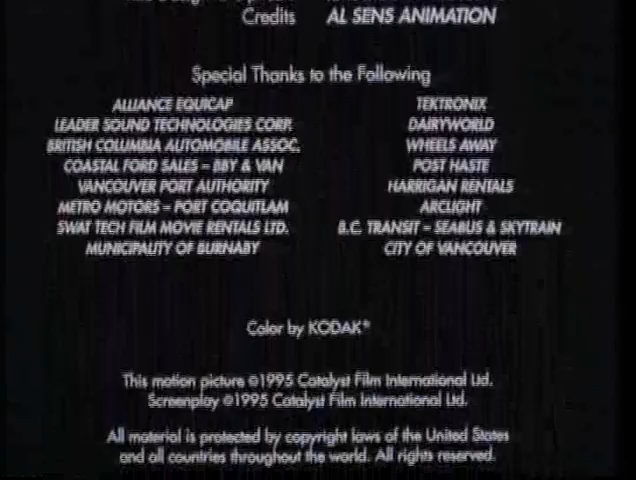 Credits AL SENS ANIMATION
Special Thanks to the Following
ALLIANCE EQUICAP TEKTRONIX
LEADER SOUND TECHNOLOGIES CORP. DAIRYWORLD
BRITISH COLUMBIA AUTOMOBILE ASSOC. WHEELS AWAY
COASTAL FORD SALES - BBY & VAN POST HASTE
VANCOUVER PORT AUTHORITY HARRIGAN RENTALS
METRO MOTORS - PORT COQUITLAM ARCLIGHT
SWAT TECH FILM MOVIE RENTALS LTD. B.C. TRANSIT - SEABUS & SKYTRAIN
MUNICIPALITY OF BURNABY CITY OF VANCOUVER
Color by KODAK®
This motion picture ©1995 Catalyst Film International Ltd.
Screenplay ©1995 Catalyst Film International Ltd.
All material is protected by copyright laws of the United States
and all countries throughout the world. All rights reserved.